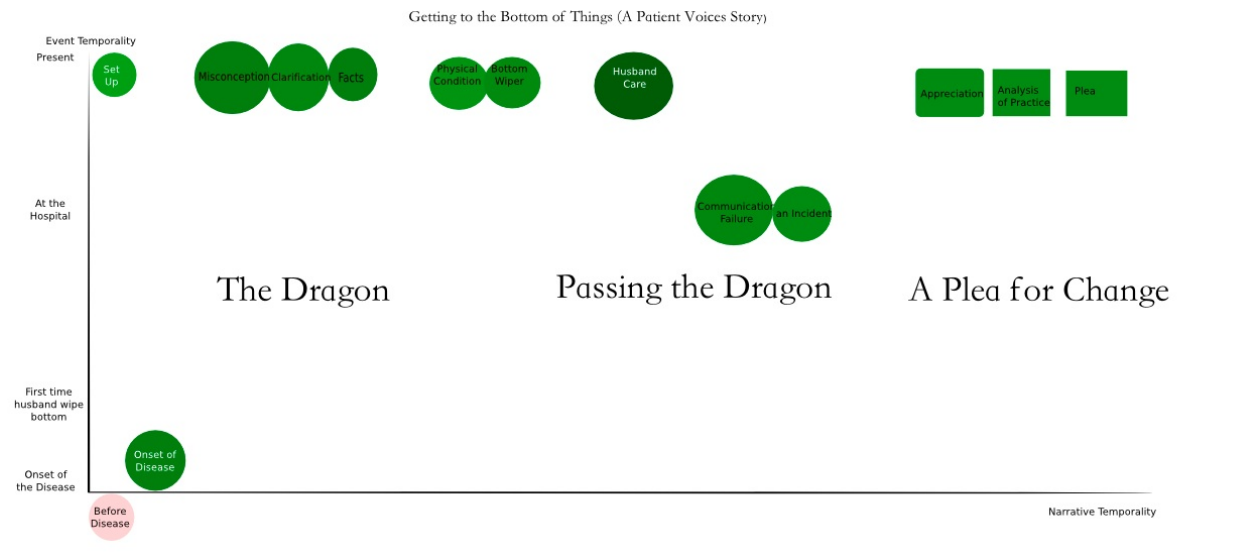 Getting to the Bottom of Things (A Patient Voices Story)
Event Temporality
Present
Set
Up
Misconception
Clarification
Facts
Physical
Condition
Bottom
Wiper
Husband
Care
Appreciation
Analysis
of Practice
Plea
At the
Hospital
Communication
Failure
an Incident
The Dragon
Passing the Dragon
A Plea for Change
First time
husband wipe
bottom
Onset of
Disease
Onset of
the Disease
Before
Disease
Narrative Temporality